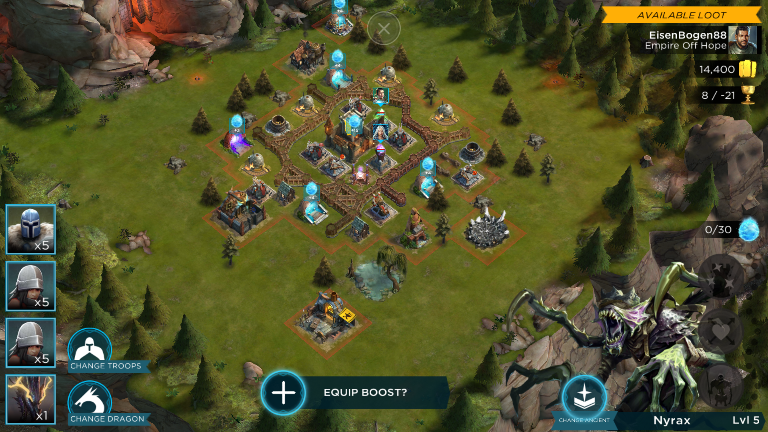 AVAILABLE LOOT
EisenBogen88
Empire Off Hope
14,400
8 / -21
0/30
x5
x5
x5
CHANGE TROOPS
x1
CHANGE DRAGON
EQUIP BOOST?
CHANGE ANCIENT
Nyrax Lvl 5